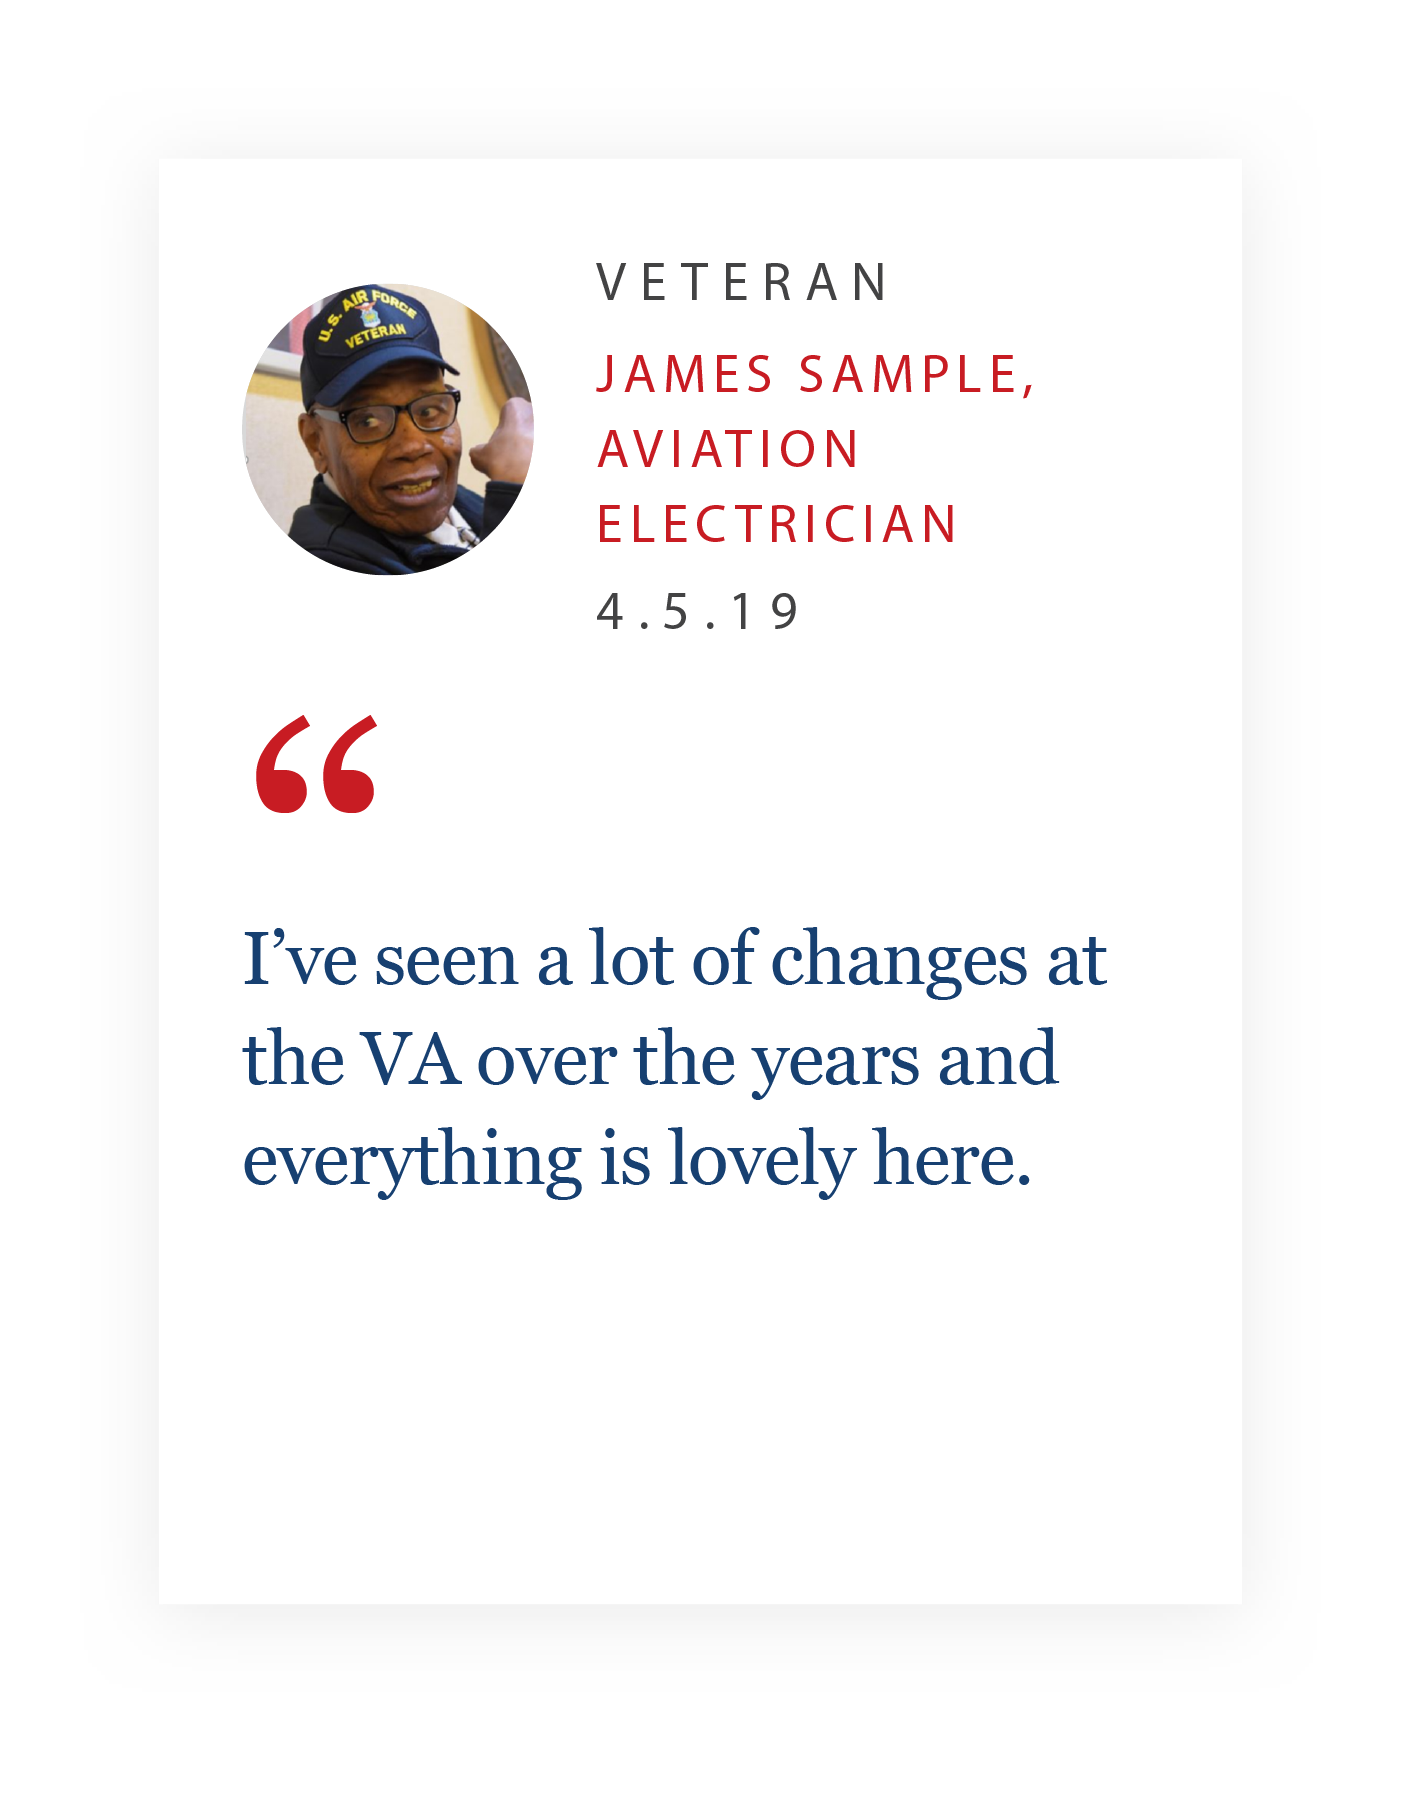 U.S. AIR FORCE
VETERAN
VETERAN
JAMES SAMPLE,
AVIATION
ELECTRICIAN
4.5.19
“
I’ve seen a lot of changes at
the VA over the years and
everything is lovely here.